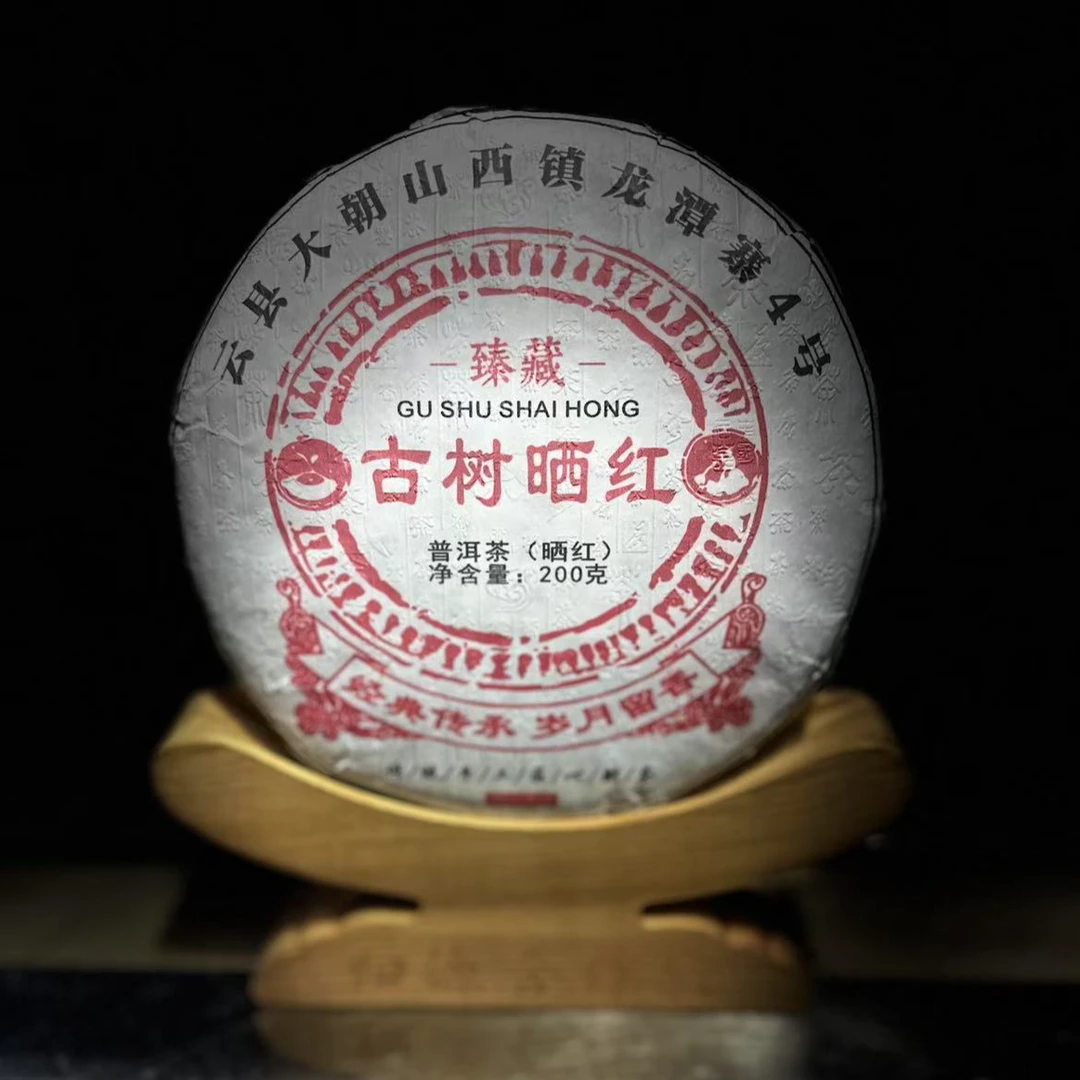 云县大朝山西镇龙潭寨4号
臻藏
GU SHU SHAI HONG
古树晒红
普洱茶（晒红）
净含量：200克
经典传承 岁月留香